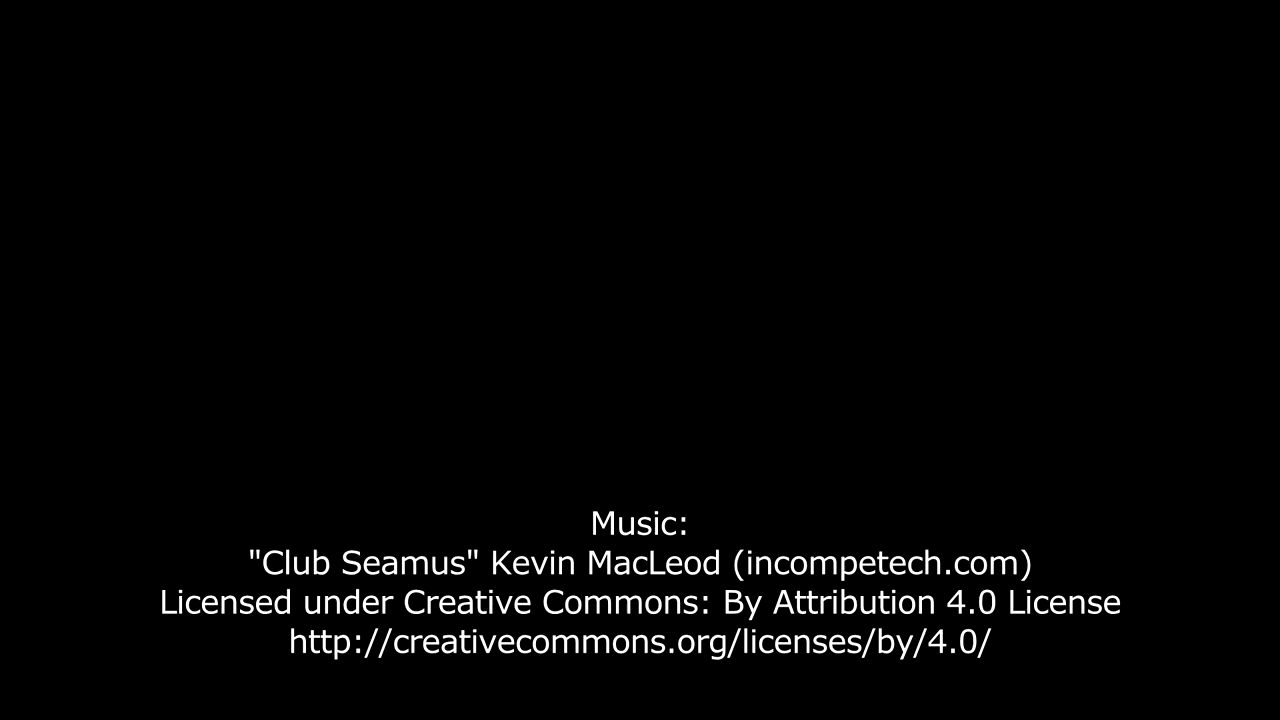 Music:
"Club Seamus" Kevin MacLeod (incompetech.com)
Licensed under Creative Commons: By Attribution 4.0 License
http://creativecommons.org/licenses/by/4.0/